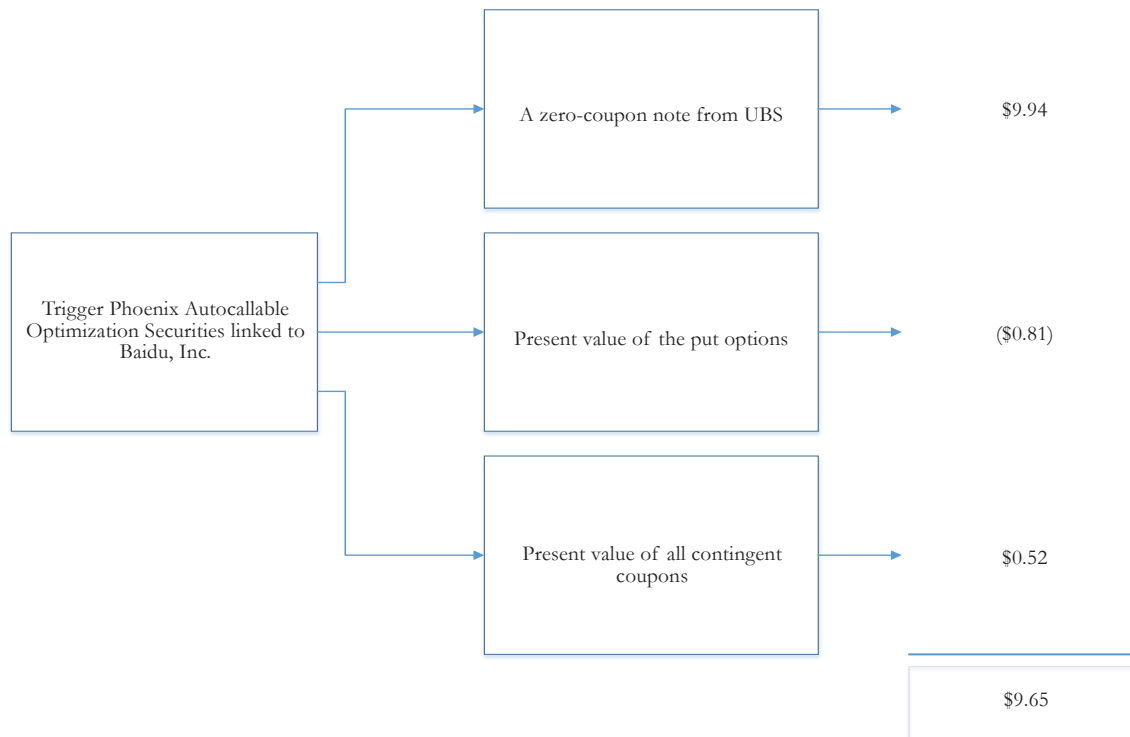 A zero-coupon note from UBS
$9.94
Trigger Phoenix Autocallable
Optimization Securities linked to
Baidu, Inc.
Present value of the put options
($0.81)
Present value of all contingent
coupons
$0.52
$9.65